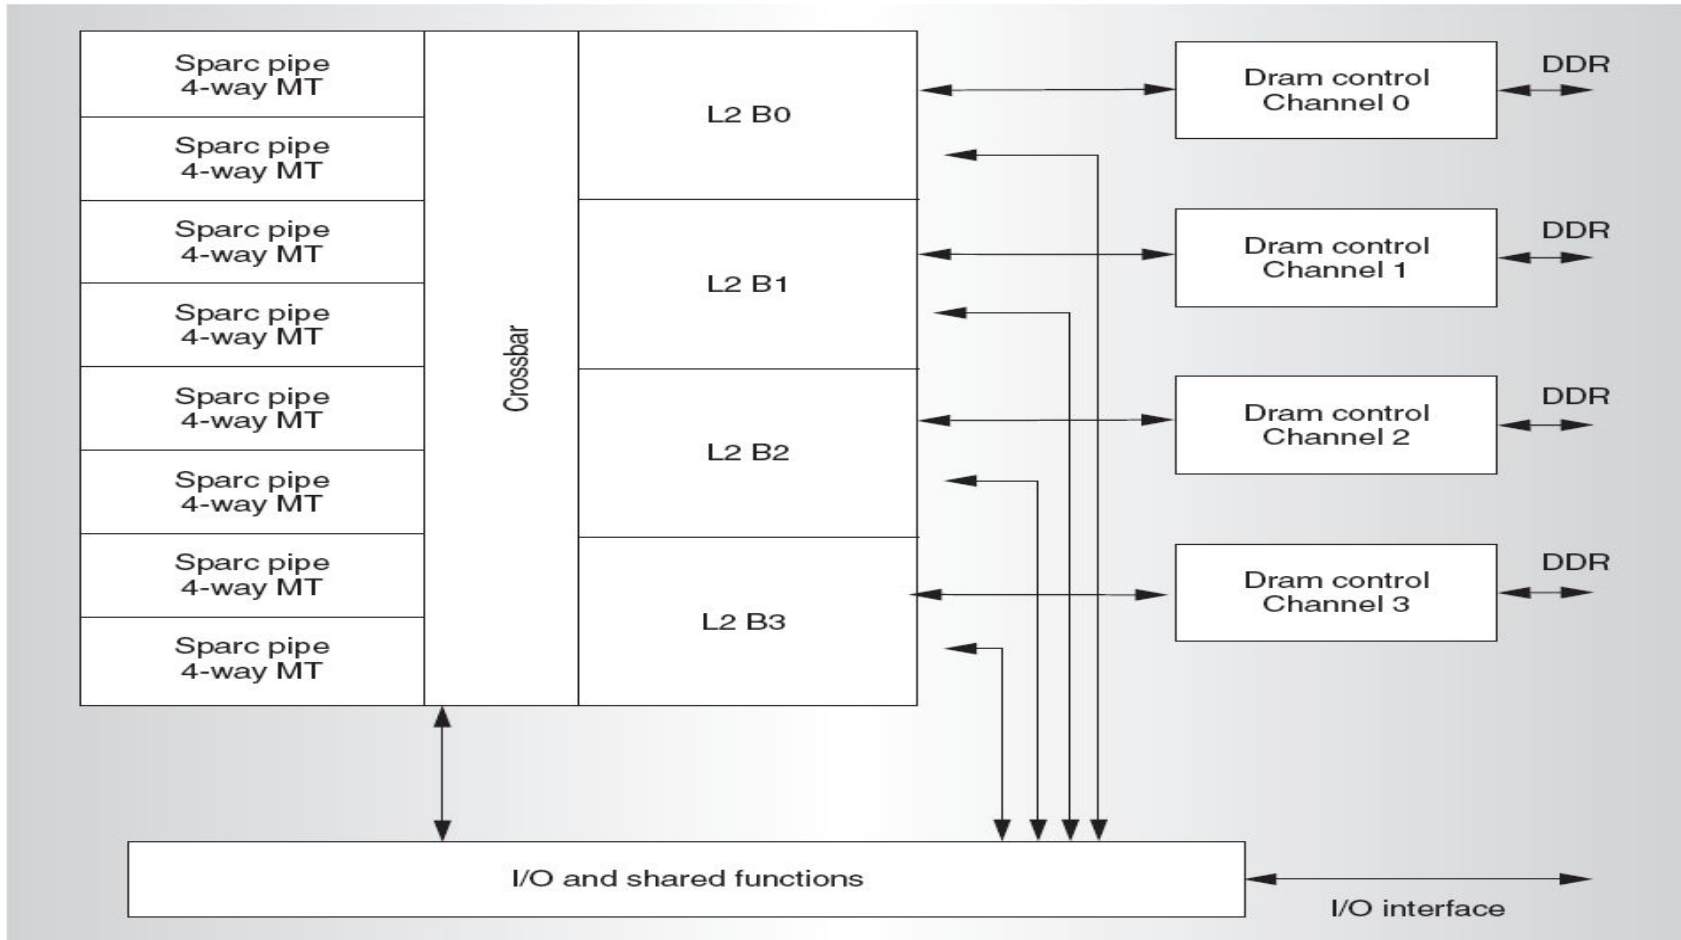 Sparc pipe
4-way MT
Sparc pipe
4-way MT
Sparc pipe
4-way MT
Sparc pipe
4-way MT
Sparc pipe
4-way MT
Sparc pipe
4-way MT
Sparc pipe
4-way MT
Sparc pipe
4-way MT
Crossbar
L2 B0
L2 B1
L2 B2
L2 B3
Dram control
Channel 0
DDR
Dram control
Channel 1
DDR
Dram control
Channel 2
DDR
Dram control
Channel 3
DDR
I/O and shared functions
I/O interface